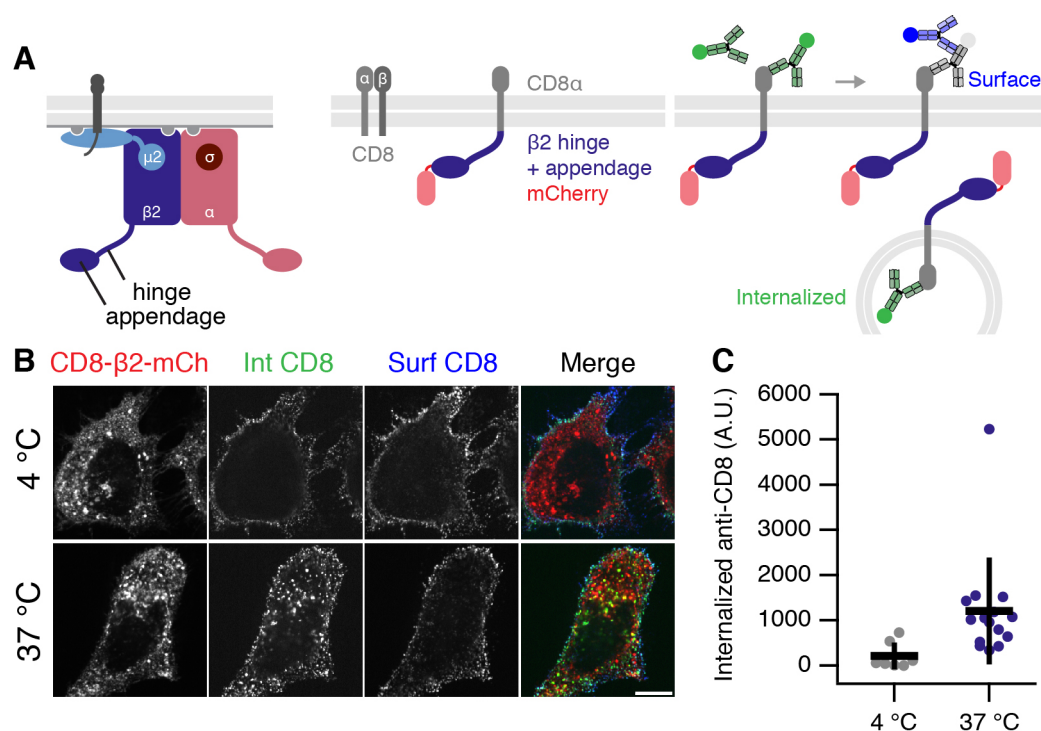 A
α β
CD8α
CD8
β2 hinge
+ appendage
mCherry
Surface
Internalized
μ2
σ
β2
α
hinge
appendage
B
CD8-β2-mCh Int CD8 Surf CD8 Merge
4 °C
37 °C
C
Internalized anti-CD8 (A.U.)
6000
5000
4000
3000
2000
1000
0
4 °C 37 °C